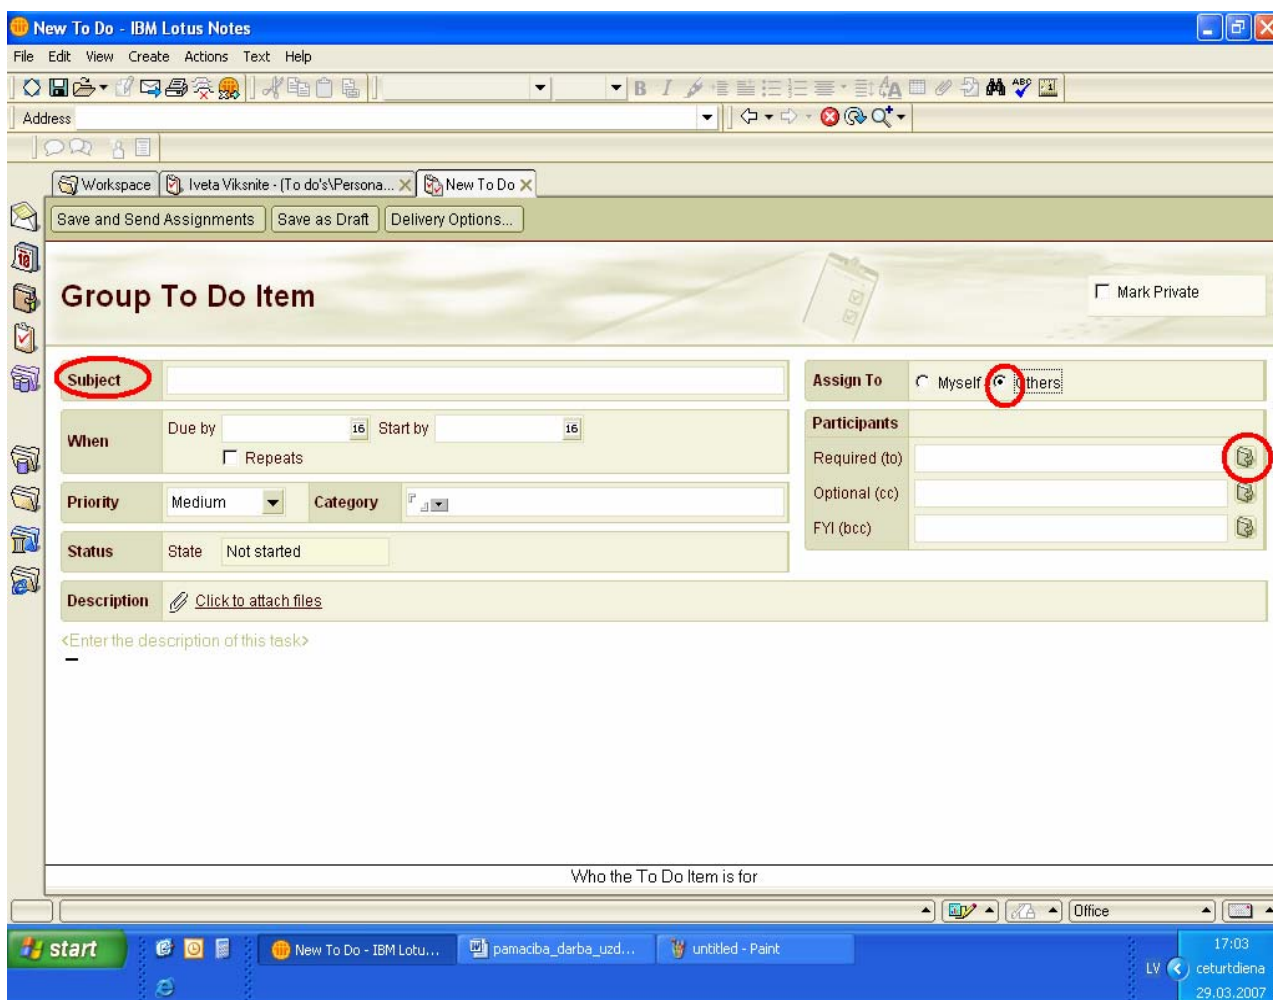 New To Do - IBM Lotus Notes
File Edit View Create Actions Text Help
Address
Workspace Iveta Viksnite - (To do's\Persona... New To Do
Save and Send Assignments Save as Draft Delivery Options...
Group To Do Item
Mark Private
Subject
Assign To Myself Others
When Due by 16 Start by 16
Repeats
Participants
Required (to)
Optional (cc)
FYI (bcc)
Priority Medium Category
Status State Not started
Description Click to attach files
<Enter the description of this task>
Who the To Do Item is for
Office
start New To Do - IBM Lotu... pamaciba_darba_uzd... untitled - Paint
LV 17:03
ceturtdiena
29.03.2007